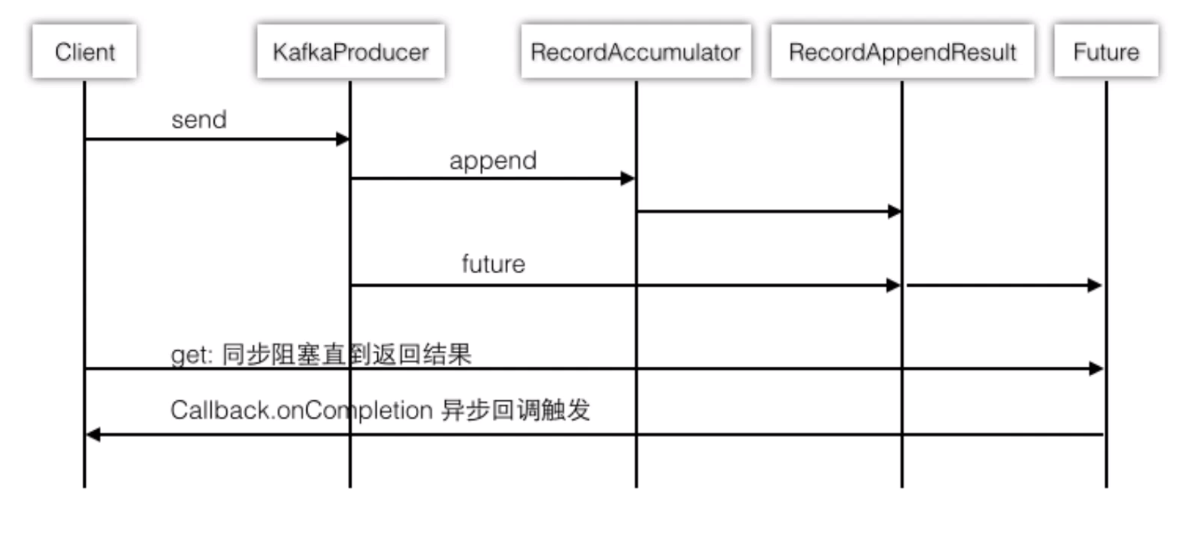 Client
KafkaProducer
RecordAccumulator
RecordAppendResult
Future
send
append
future
get: 同步阻塞直到返回结果
Callback.onCompletion 异步回调触发